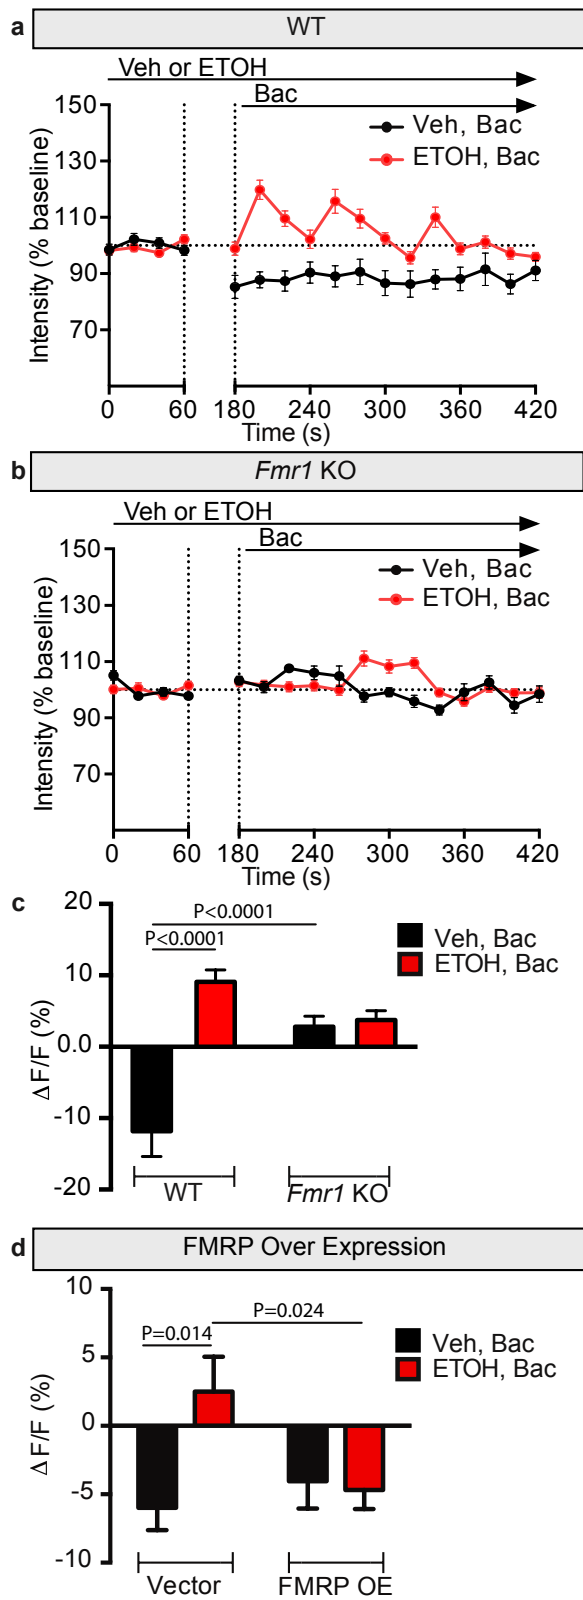 a WT
Veh or ETOH
Bac
Veh, Bac
ETOH, Bac
150
130
110
90
70
Intensity (% baseline)
0 60 180 240 300 360 420
Time (s)
b Fmr1 KO
Veh or ETOH
Bac
Veh, Bac
ETOH, Bac
150
130
110
90
70
Intensity (% baseline)
0 60 180 240 300 360 420
Time (s)
c
20
10
0.0
-10
-20
Δ F/F (%)
P<0.0001
P<0.0001
Veh, Bac
ETOH, Bac
WT Fmr1 KO
d FMRP Over Expression
10
5
0
-5
-10
Δ F/F (%)
P=0.014
P=0.024
Veh, Bac
ETOH, Bac
Vector FMRP OE